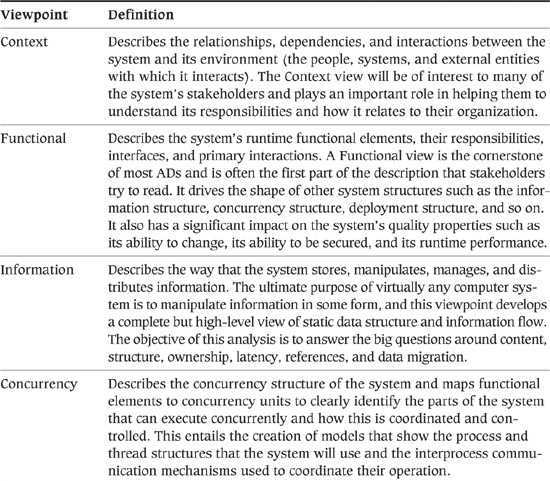 Viewpoint Definition
Context Describes the relationships, dependencies, and interactions between the
system and its environment (the people, systems, and external entities
with which it interacts). The Context view will be of interest to many of
the system's stakeholders and plays an important role in helping them to
understand its responsibilities and how it relates to their organization.
Functional Describes the system's runtime functional elements, their responsibilities,
interfaces, and primary interactions. A Functional view is the cornerstone
of most ADs and is often the first part of the description that stakeholders
try to read. It drives the shape of other system structures such as the infor-
mation structure, concurrency structure, deployment structure, and so on.
It also has a significant impact on the system's quality properties such as
its ability to change, its ability to be secured, and its runtime performance.
Information Describes the way that the system stores, manipulates, manages, and dis-
tributes information. The ultimate purpose of virtually any computer sys-
tem is to manipulate information in some form, and this viewpoint develops
a complete but high-level view of static data structure and information flow.
The objective of this analysis is to answer the big questions around content,
structure, ownership, latency, references, and data migration.
Concurrency Describes the concurrency structure of the system and maps functional
elements to concurrency units to clearly identify the parts of the system
that can execute concurrently and how this is coordinated and con-
trolled. This entails the creation of models that show the process and
thread structures that the system will use and the interprocess commu-
nication mechanisms used to coordinate their operation.